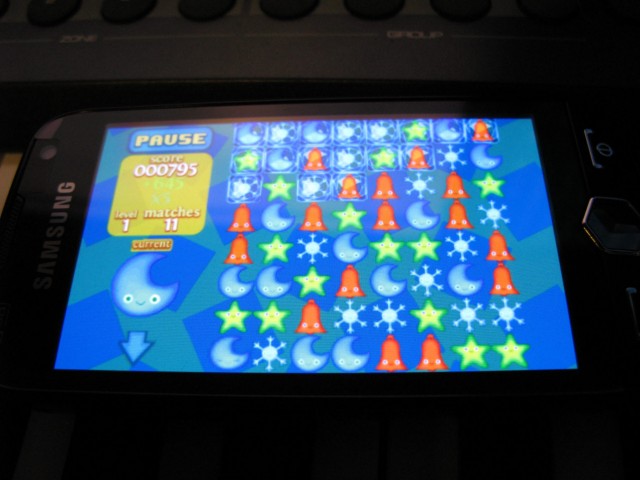 ZONE
GROUP
SAMSUNG
PAUSE
score
000795
level matches
1 11
current